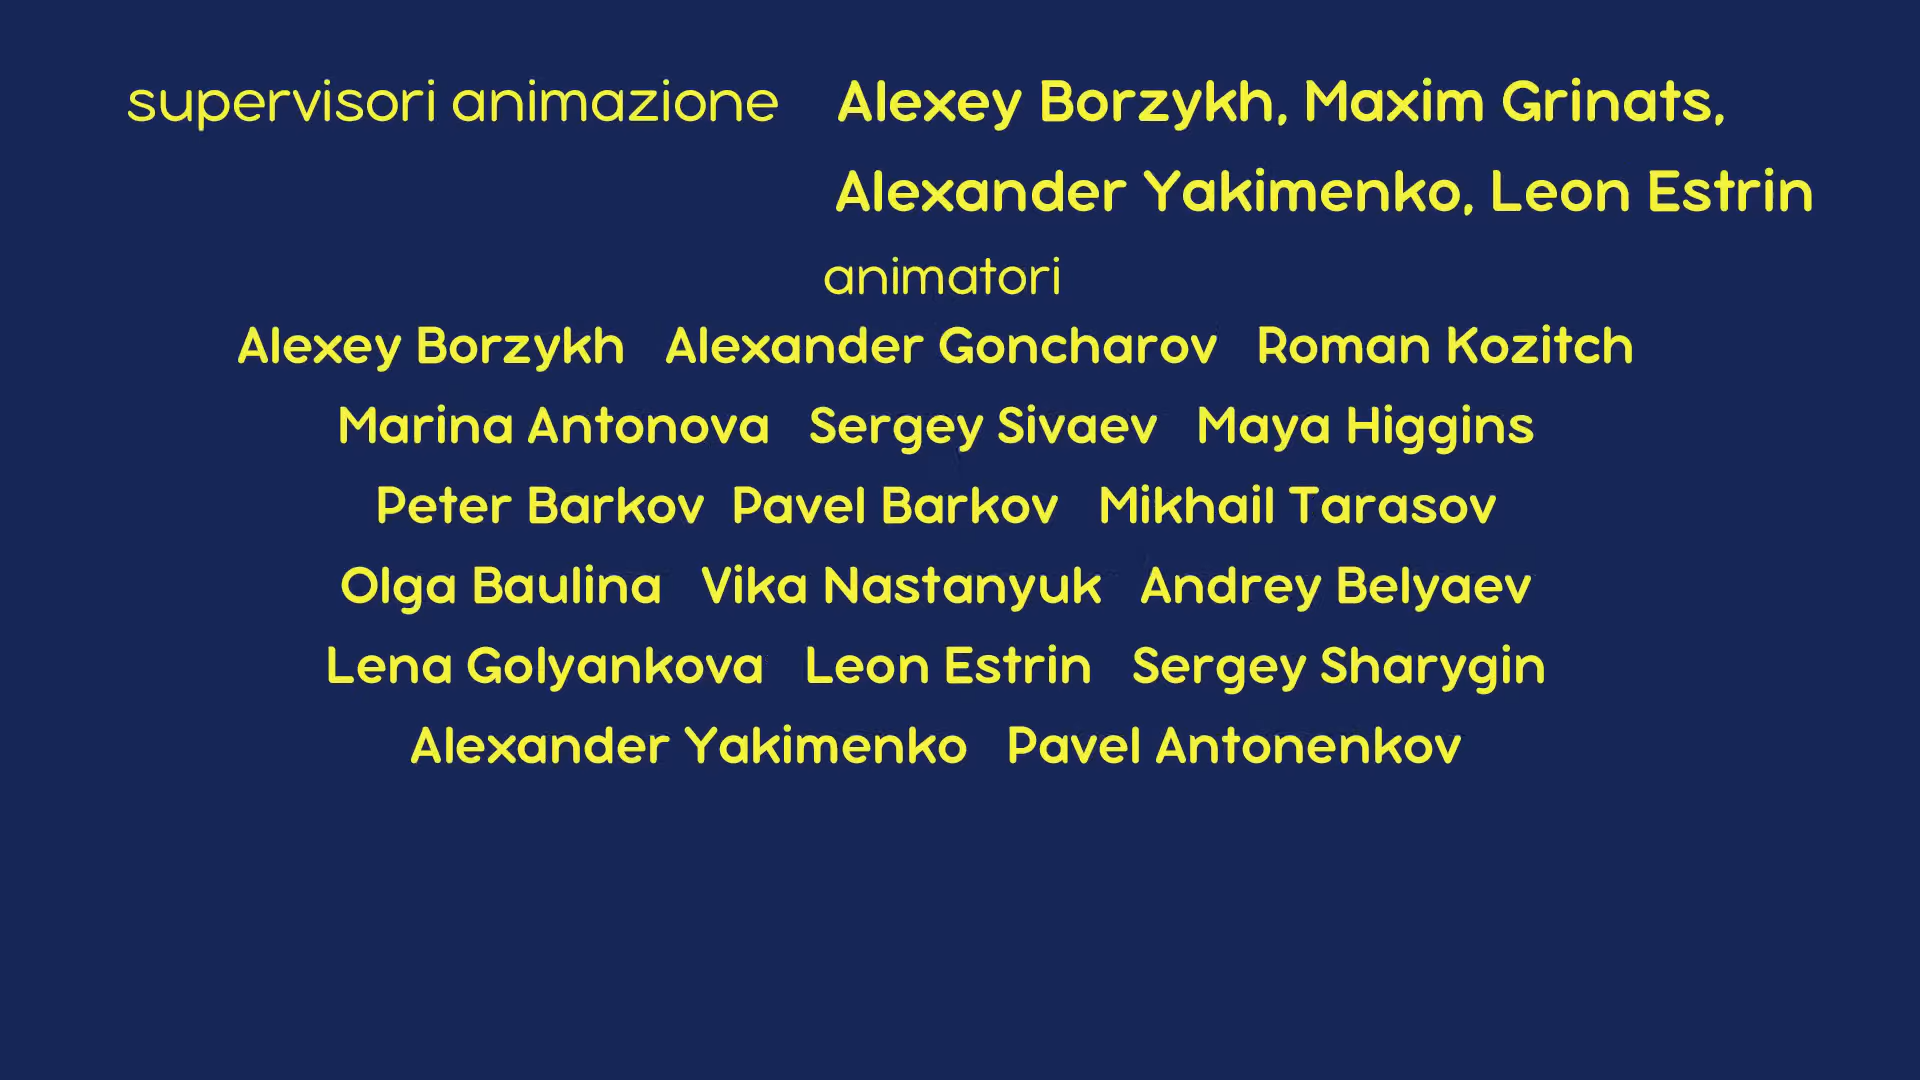 supervisori animazione Alexey Borzykh, Maxim Grinats,
Alexander Yakimenko, Leon Estrin
animatori
Alexey Borzykh Alexander Goncharov Roman Kozitch
Marina Antonova Sergey Sivaev Maya Higgins
Peter Barkov Pavel Barkov Mikhail Tarasov
Olga Baulina Vika Nastanyuk Andrey Belyaev
Lena Golyankova Leon Estrin Sergey Sharygin
Alexander Yakimenko Pavel Antonenkov